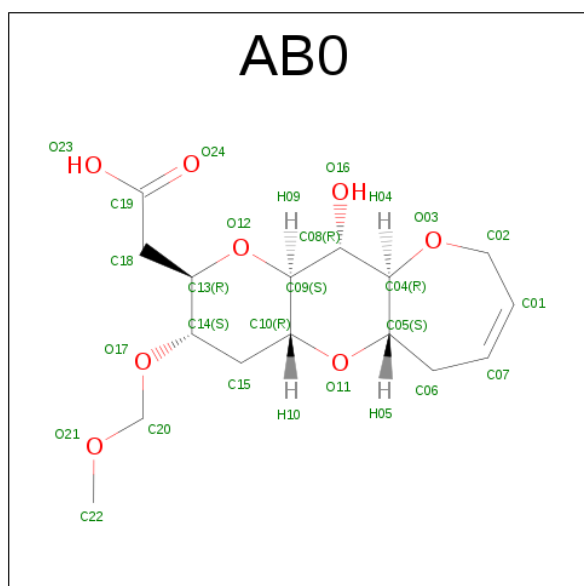 AB0
O23
HO
O
O24
O16
OH
C19
H09
H04
O12
O
O03
O
C02
H
C08(R)
H
C18
C13(R)
C09(S)
C04(R)
C01
C14(S)
C10(R)
C05(S)
O17
O
O
C07
C15
O11
C06
H
H
O21
C20
H10
H05
O
C22